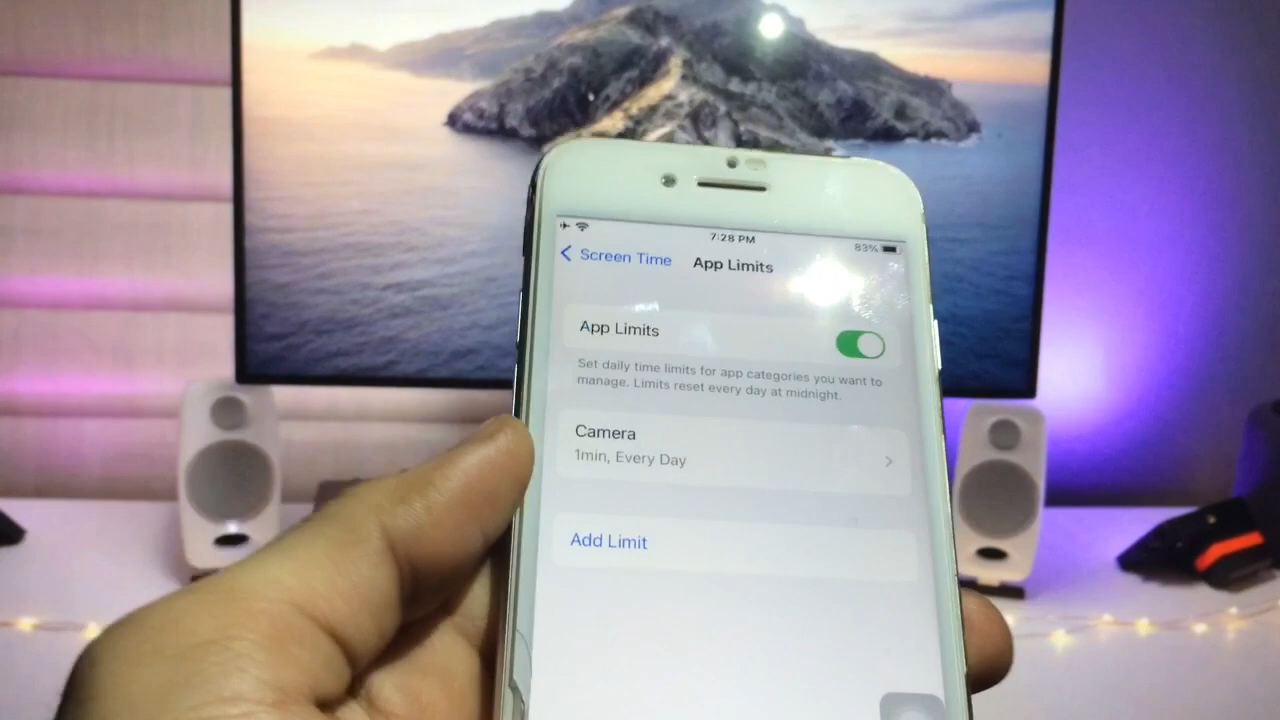 7:28 PM
83%
Screen Time
App Limits
App Limits
Set daily time limits for app categories you want to
manage. Limits reset every day at midnight.
Camera
1min, Every Day
Add Limit